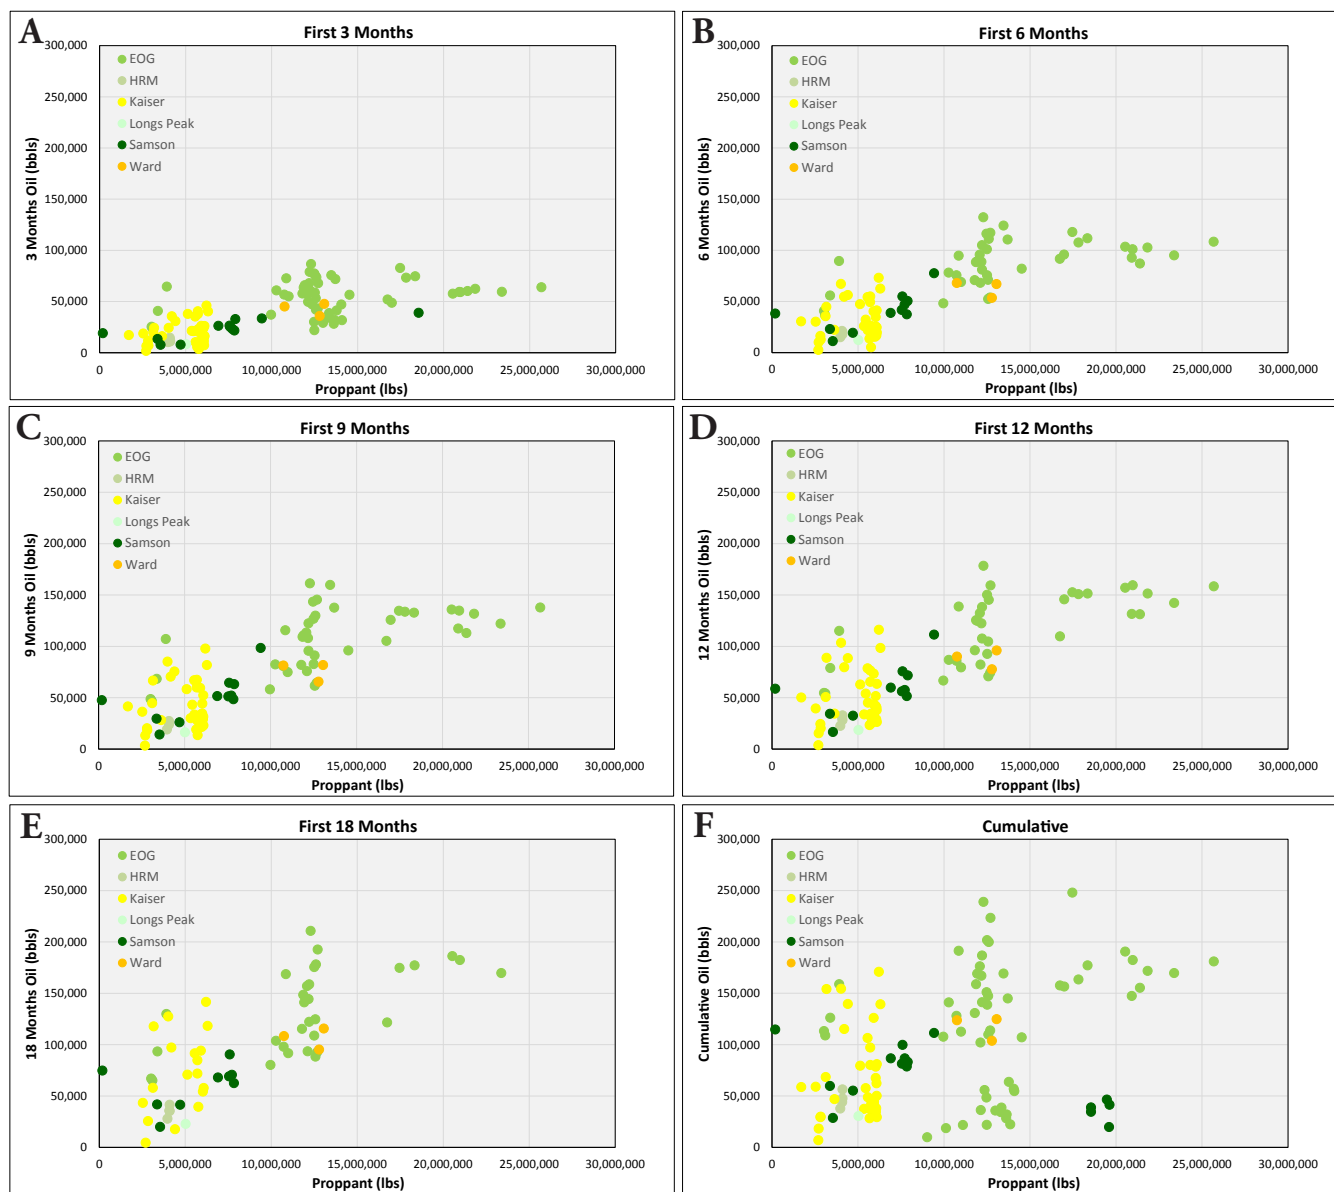 A
First 3 Months
300,000
250,000
200,000
150,000
100,000
50,000
0
3 Months Oil (bbls)
EOG
HRM
Kaiser
Longs Peak
Samson
Ward
0 5,000,000 10,000,000 15,000,000 20,000,000 25,000,000 30,000,000
Proppant (lbs)
B
First 6 Months
300,000
250,000
200,000
150,000
100,000
50,000
0
6 Months Oil (bbls)
EOG
HRM
Kaiser
Longs Peak
Samson
Ward
0 5,000,000 10,000,000 15,000,000 20,000,000 25,000,000 30,000,000
Proppant (lbs)
C
First 9 Months
300,000
250,000
200,000
150,000
100,000
50,000
0
9 Months Oil (bbls)
EOG
HRM
Kaiser
Longs Peak
Samson
Ward
0 5,000,000 10,000,000 15,000,000 20,000,000 25,000,000 30,000,000
Proppant (lbs)
D
First 12 Months
300,000
250,000
200,000
150,000
100,000
50,000
0
12 Months Oil (bbls)
EOG
HRM
Kaiser
Longs Peak
Samson
Ward
0 5,000,000 10,000,000 15,000,000 20,000,000 25,000,000 30,000,000
Proppant (lbs)
E
First 18 Months
300,000
250,000
200,000
150,000
100,000
50,000
0
18 Months Oil (bbls)
EOG
HRM
Kaiser
Longs Peak
Samson
Ward
0 5,0000,000 10,0000,000 15,0000,000 20,0000,000 25,0000,000 30,0000,000
Proppant (lbs)
F
Cumulative
300,000
250,000
200,000
150,000
100,000
50,000
0
Cumulative Oil (bbls)
EOG
HRM
Kaiser
Longs Peak
Samson
Ward
0 5,000,000 10,000,000 15,000,000 20,000,000 25,000,000 30,000,000
Proppant (lbs)